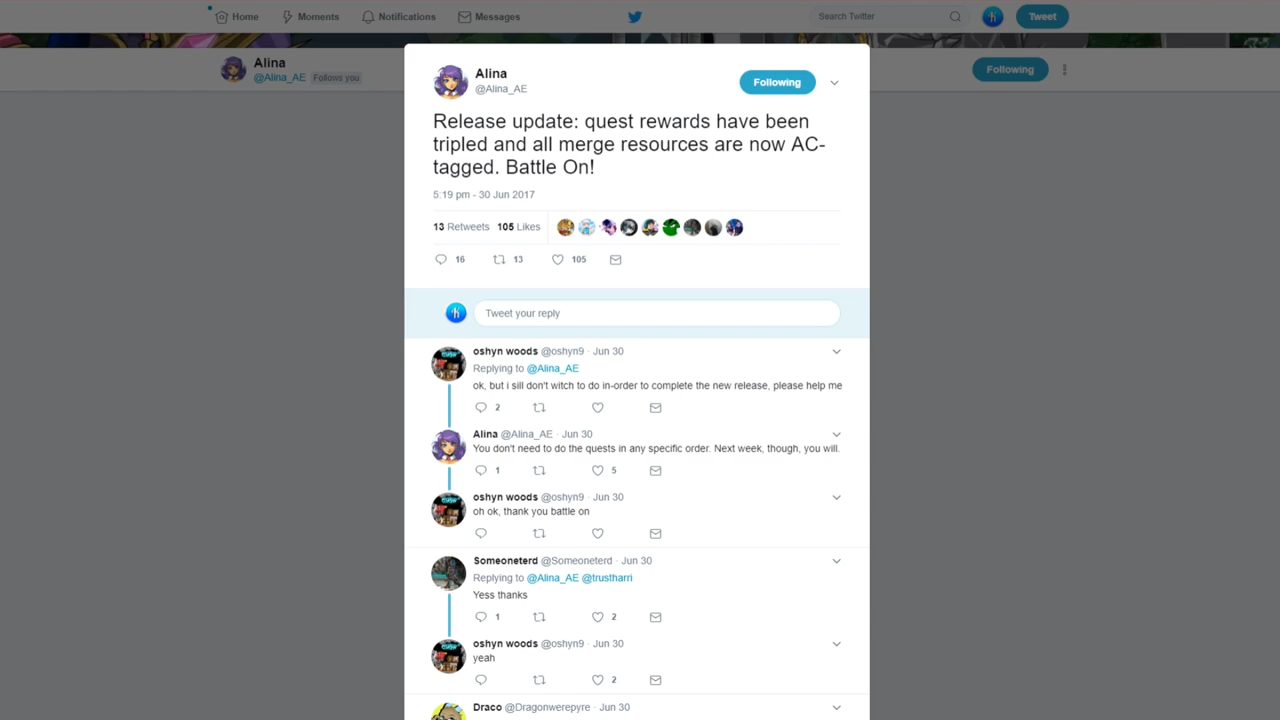 Home
Moments
Notifications
Messages
Search Twitter
Tweet
Alina
@Alina_AE Follows you
Following
Alina
@Alina_AE
Following
Release update: quest rewards have been
tripled and all merge resources are now AC-
tagged. Battle On!
5:19 pm - 30 Jun 2017
13 Retweets 105 Likes
16 13 105
Tweet your reply
oshyn woods @oshyn9 · Jun 30
Replying to @Alina_AE
ok, but i sill don't witch to do in-order to complete the new release, please help me
2
Alina @Alina_AE · Jun 30
You don't need to do the quests in any specific order. Next week, though, you will.
1 5
oshyn woods @oshyn9 · Jun 30
oh ok, thank you battle on
Someoneterd @Someoneterd · Jun 30
Replying to @Alina_AE @trustharri
Yess thanks
1 2
oshyn woods @oshyn9 · Jun 30
yeah
2
Draco @Dragonwerepyre · Jun 30